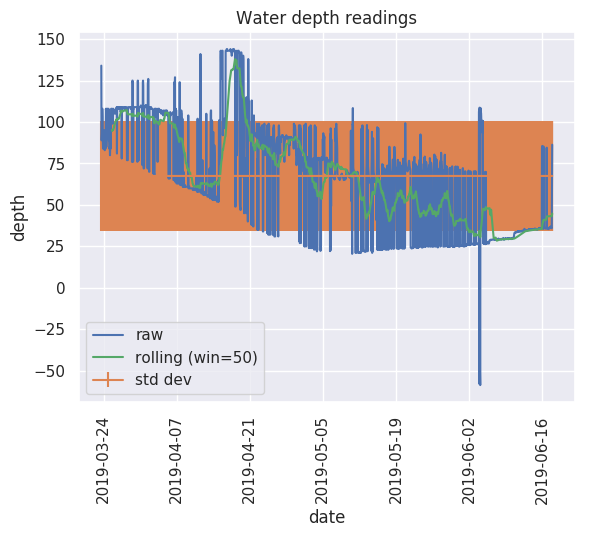 Water depth readings
150
125
100
75
50
25
0
−25
−50
depth
raw
rolling (win=50)
std dev
2019-03-24
2019-04-07
2019-04-21
2019-05-05
2019-05-19
2019-06-02
2019-06-16
date